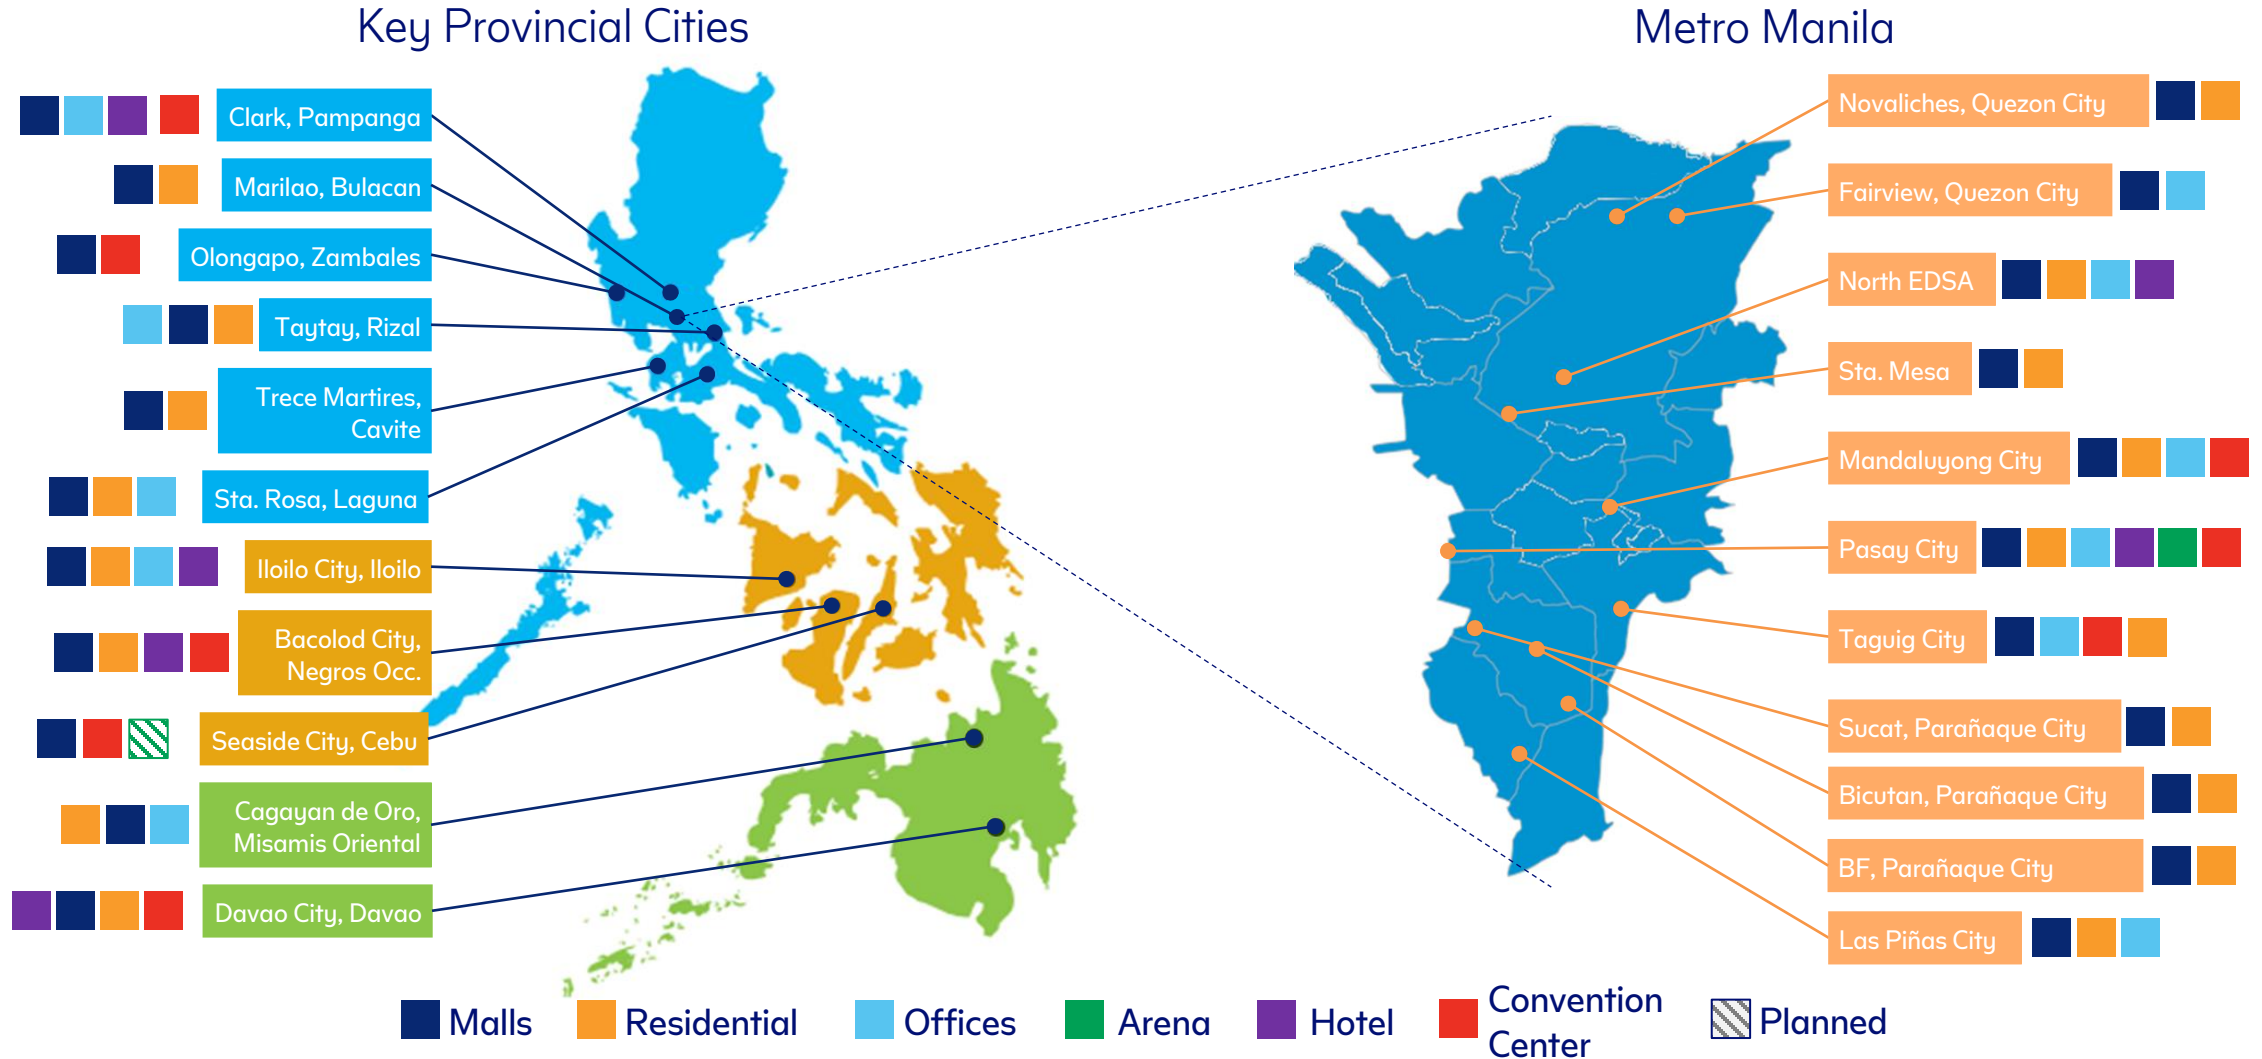 Key Provincial Cities
Metro Manila
Clark, Pampanga
Marilao, Bulacan
Olongapo, Zambales
Taytay, Rizal
Trece Martires,
Cavite
Sta. Rosa, Laguna
Iloilo City, Iloilo
Bacolod City,
Negros Occ.
Seaside City, Cebu
Cagayan de Oro,
Misamis Oriental
Davao City, Davao
Novaliches, Quezon City
Fairview, Quezon City
North EDSA
Sta. Mesa
Mandaluyong City
Pasay City
Taguig City
Sucat, Parañaque City
Bicutan, Parañaque City
BF, Parañaque City
Las Piñas City
Malls
Residential
Offices
Arena
Hotel
Convention
Center
Planned